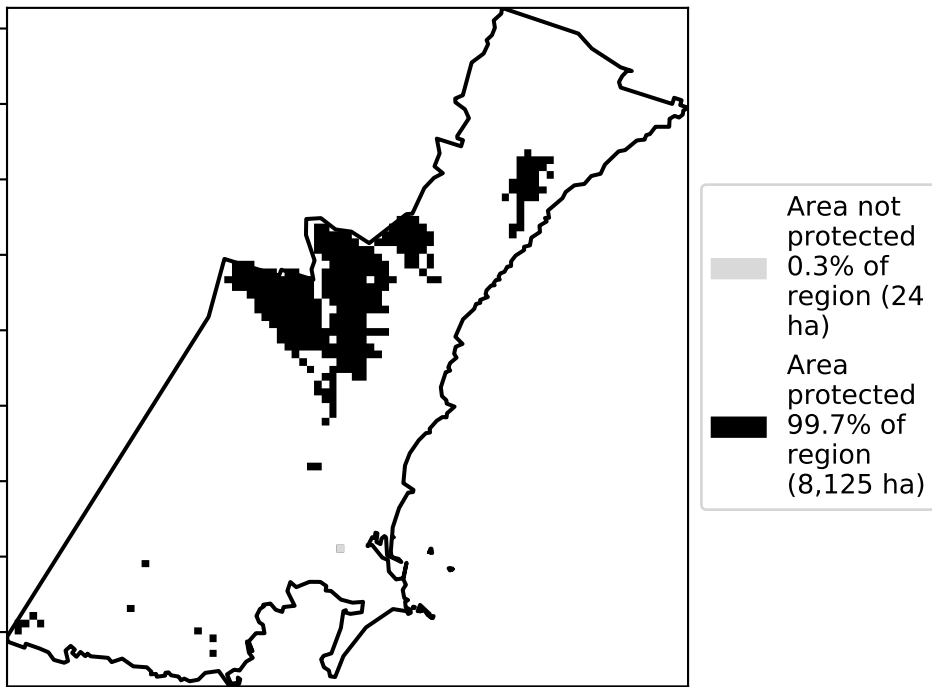 Area not
protected
0.3% of
region (24
ha)
Area
protected
99.7% of
region
(8,125 ha)